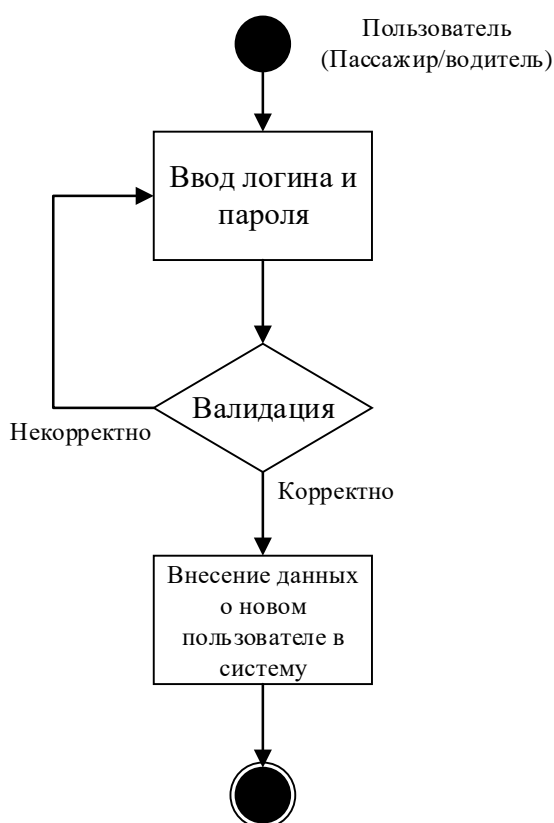 Пользователь
(Пассажир/водитель)
Ввод логина и
пароля
Валидация
Некорректно
Корректно
Внесение данных
о новом
пользователе в
систему